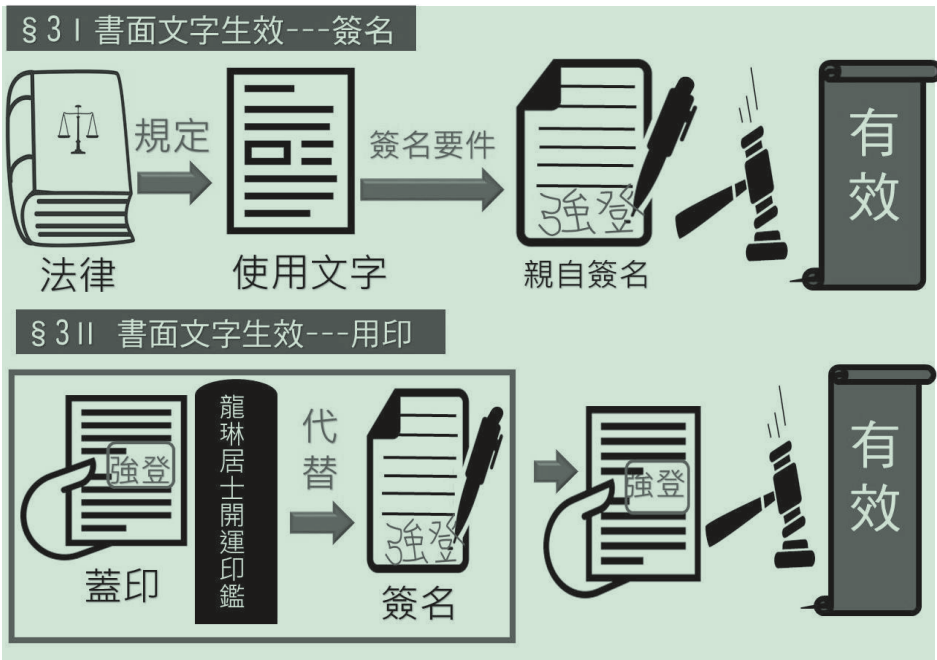 §3I 書面文字生效---簽名
規定
簽名要件
強登
有效
法律
使用文字
親自簽名
§3II 書面文字生效---用印
強登
龍琳居士開運印鑑
代替
強登
強登
有效
蓋印
簽名